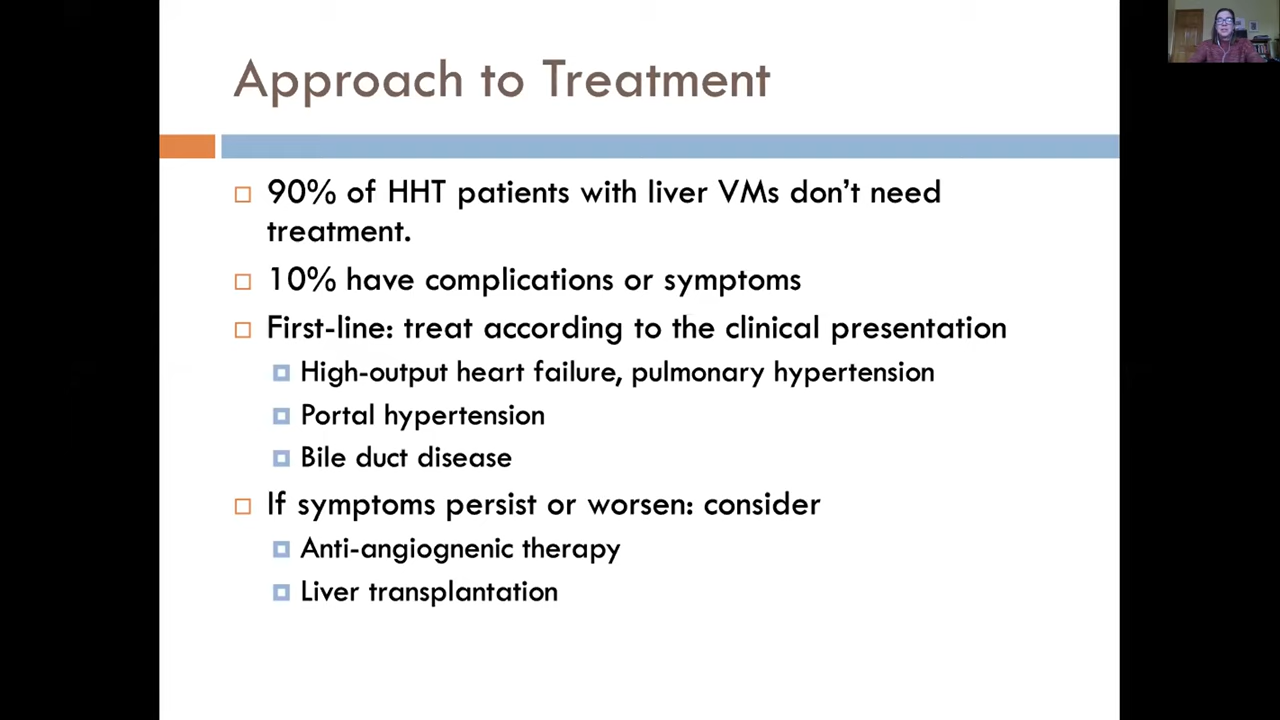 Approach to Treatment
90% of HHT patients with liver VMs don't need
treatment.
10% have complications or symptoms
First-line: treat according to the clinical presentation
High-output heart failure, pulmonary hypertension
Portal hypertension
Bile duct disease
If symptoms persist or worsen: consider
Anti-angiognenic therapy
Liver transplantation